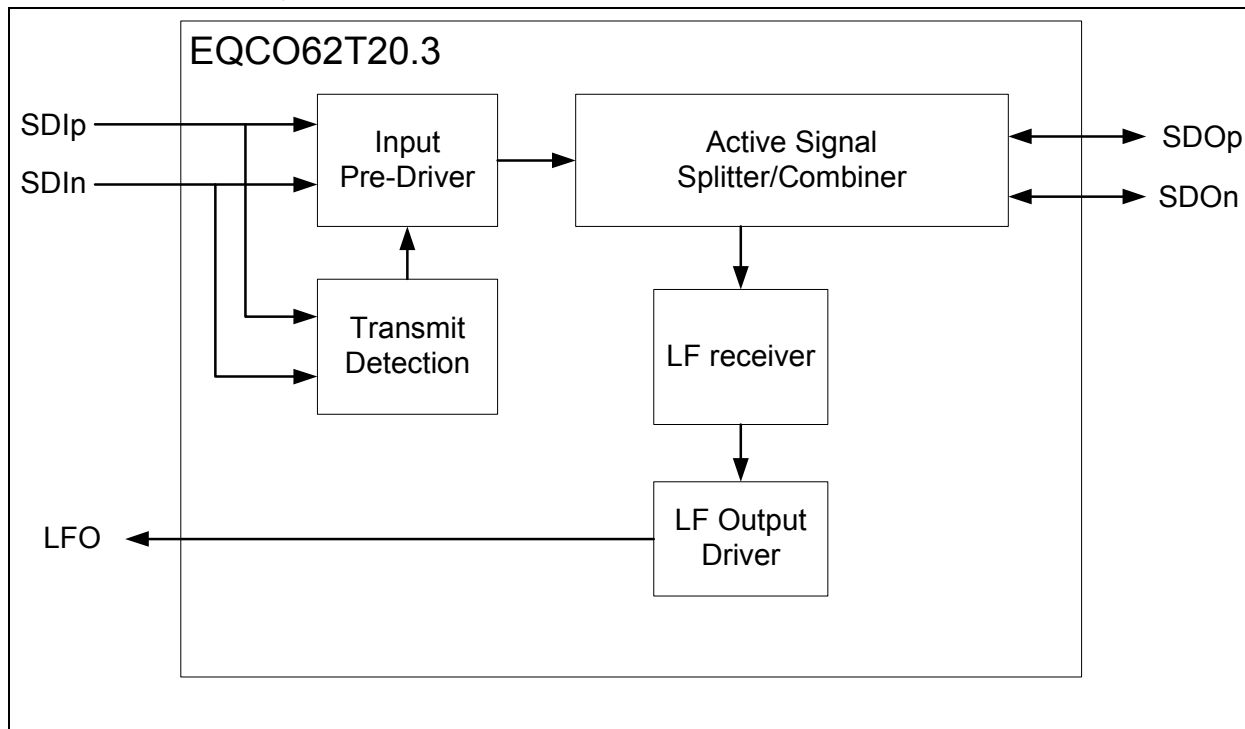 EQCO62T20.3
SDIp
SDIn
Input
Pre-Driver
Active Signal
Splitter/Combiner
SDOp
SDOn
Transmit
Detection
LF receiver
LFO
LF Output
Driver